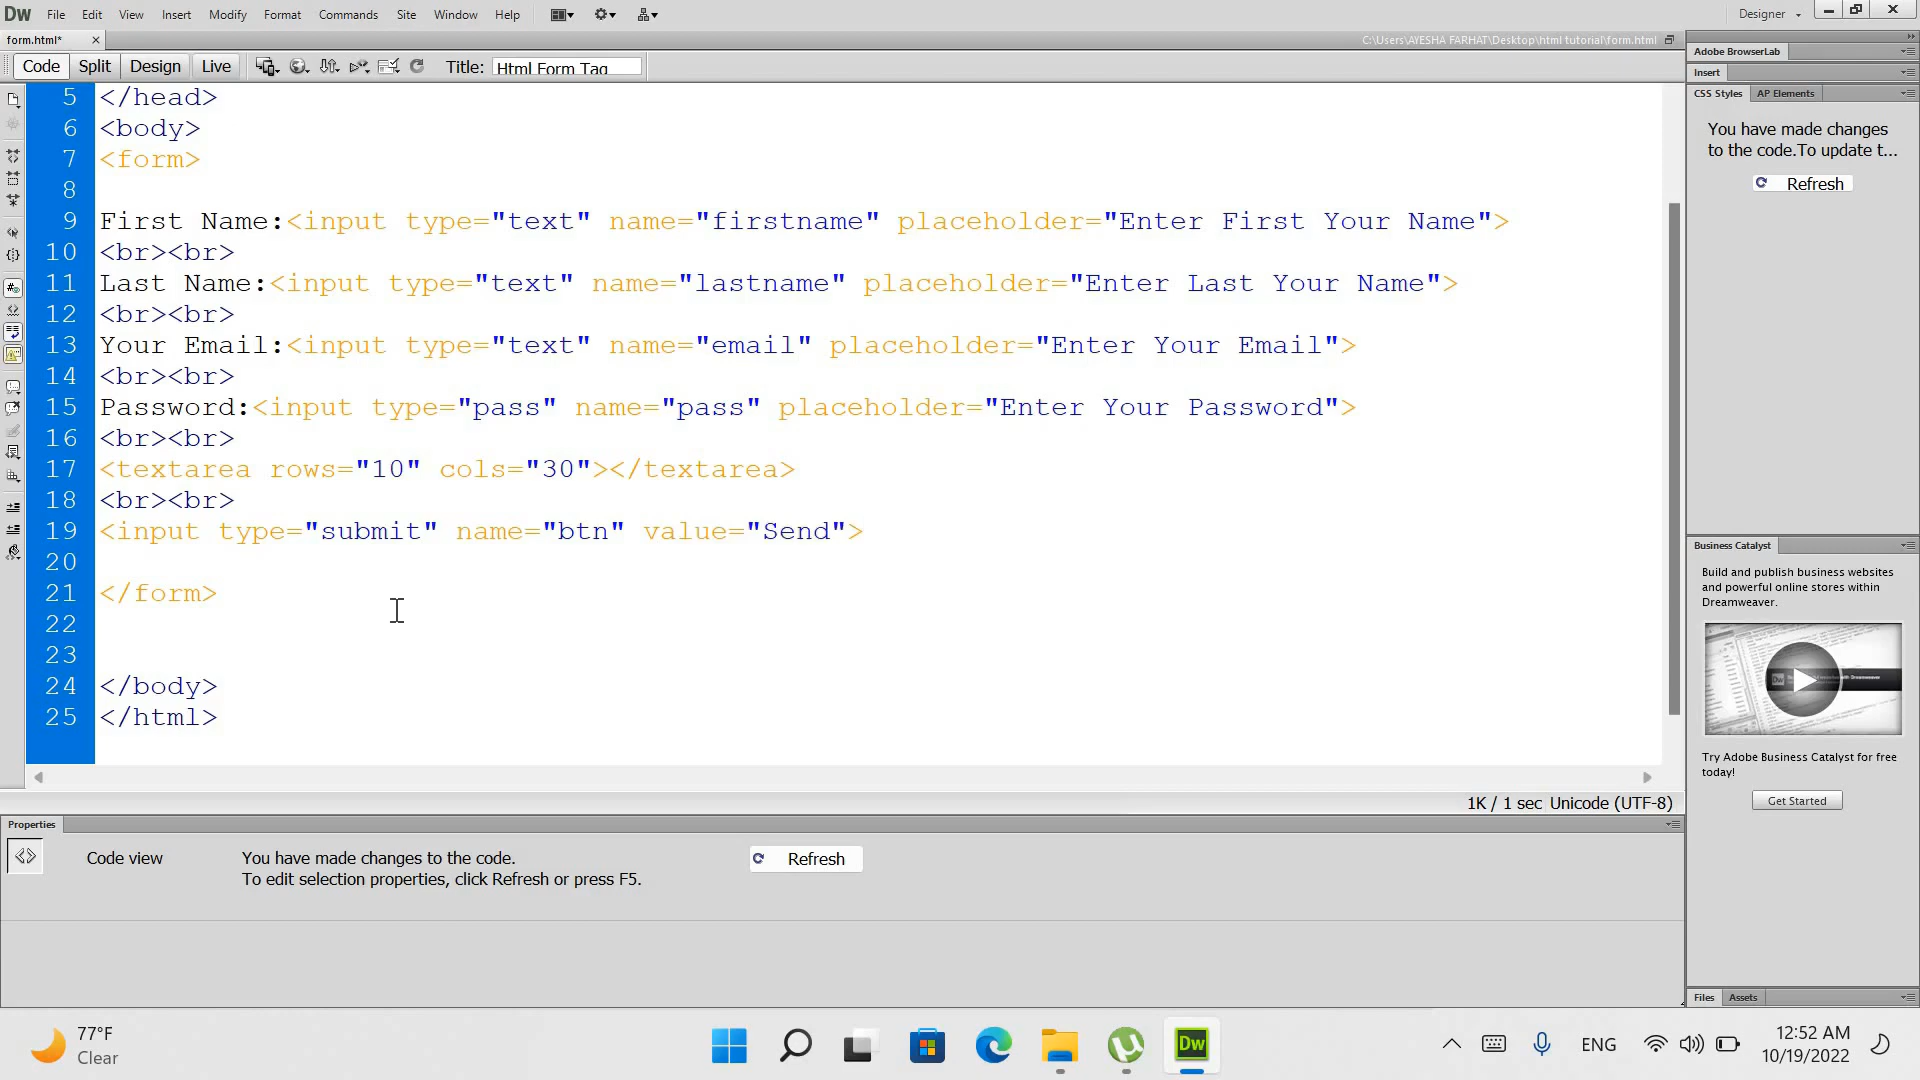 Dw File Edit View Insert Modify Format Commands Site Window Help Designer
form.html* C:\Users\AYESHA FARHAT\Desktop\html tutorial\form.html
Code Split Design Live Title: Html Form Tag
5 </head>
6 <body>
7 <form>
8
9 First Name:<input type="text" name="firstname" placeholder="Enter First Your Name">
10 <br><br>
11 Last Name:<input type="text" name="lastname" placeholder="Enter Last Your Name">
12 <br><br>
13 Your Email:<input type="text" name="email" placeholder="Enter Your Email">
14 <br><br>
15 Password:<input type="pass" name="pass" placeholder="Enter Your Password">
16 <br><br>
17 <textarea rows="10" cols="30"></textarea>
18 <br><br>
19 <input type="submit" name="btn" value="Send">
20
21 </form>
22
23
24 </body>
25 </html>
1K / 1 sec Unicode (UTF-8)
Properties
Code view
You have made changes to the code.
To edit selection properties, click Refresh or press F5.
Refresh
Adobe BrowserLab
Insert
CSS Styles AP Elements
You have made changes
to the code.To update t...
Refresh
Business Catalyst
Build and publish business websites
and powerful online stores within
Dreamweaver.
Try Adobe Business Catalyst for free
today!
Get Started
Files Assets
77°F
Clear
Dw
ENG
12:52 AM
10/19/2022